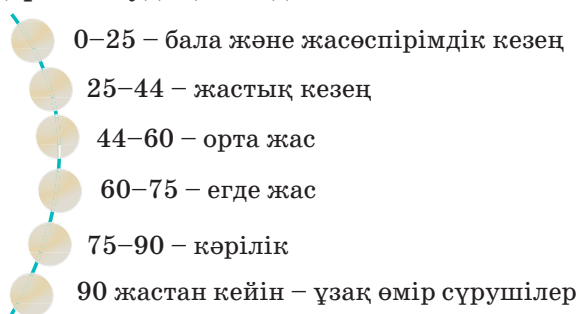 0–25 – бала және жасөспірімдік кезең
25–44 – жастық кезең
44–60 – орта жас
60–75 – егде жас
75–90 – кәрілік
90 жастан кейін – ұзақ өмір сүрушілер